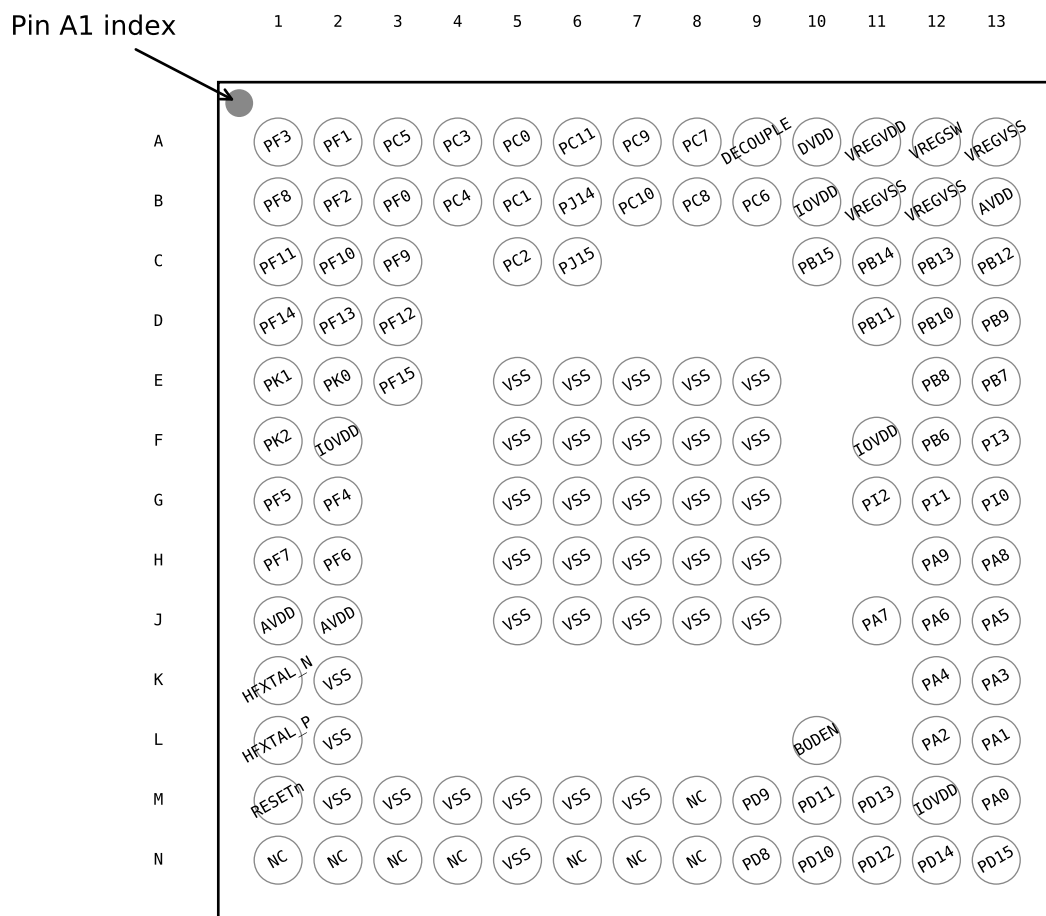 Pin A1 index
1 2 3 4 5 6 7 8 9 10 11 12 13
A PF3 PF1 PC5 PC3 PC0 PC11 PC9 PC7 DECOUPLE DVDD VREGVDD VREGSW VREGVSS
B PF8 PF2 PF0 PC4 PC1 PJ14 PC10 PC8 PC6 IOVDD VREGVSS VREGVSS AVDD
C PF11 PF10 PF9 PC2 PJ15 PB15 PB14 PB13 PB12
D PF14 PF13 PF12 PB11 PB10 PB9
E PK1 PK0 PF15 VSS VSS VSS VSS VSS PB8 PB7
F PK2 IOVDD VSS VSS VSS VSS VSS IOVDD PB6 PI3
G PF5 PF4 VSS VSS VSS VSS VSS PI2 PI1 PI0
H PF7 PF6 VSS VSS VSS VSS VSS PA9 PA8
J AVDD AVDD VSS VSS VSS VSS VSS PA7 PA6 PA5
K HFXTAL_N VSS PA4 PA3
L HFXTAL_P VSS BODEN PA2 PA1
M RESETn VSS VSS VSS VSS VSS VSS NC PD9 PD11 PD13 IOVDD PA0
N NC NC NC NC VSS NC NC NC PD8 PD10 PD12 PD14 PD15